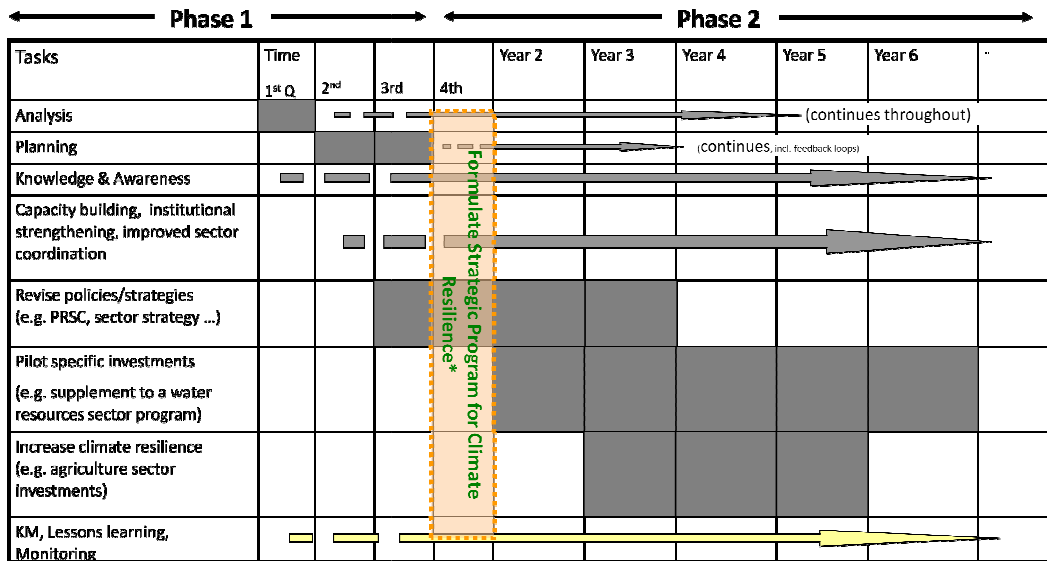 Phase 1
Phase 2
Tasks
Time
Year 2
Year 3
Year 4
Year 5
Year 6
..
1st Q
2nd
3rd
4th
Analysis
(continues throughout)
Planning
(continues, incl. feedback loops)
Knowledge & Awareness
Capacity building, institutional
strengthening, improved sector
coordination
Formulate Strategic Program for Climate
Resilience*
Revise policies/strategies
(e.g. PRSC, sector strategy ...)
Pilot specific investments
(e.g. supplement to a water
resources sector program)
Increase climate resilience
(e.g. agriculture sector
investments)
KM, Lessons learning,
Monitoring